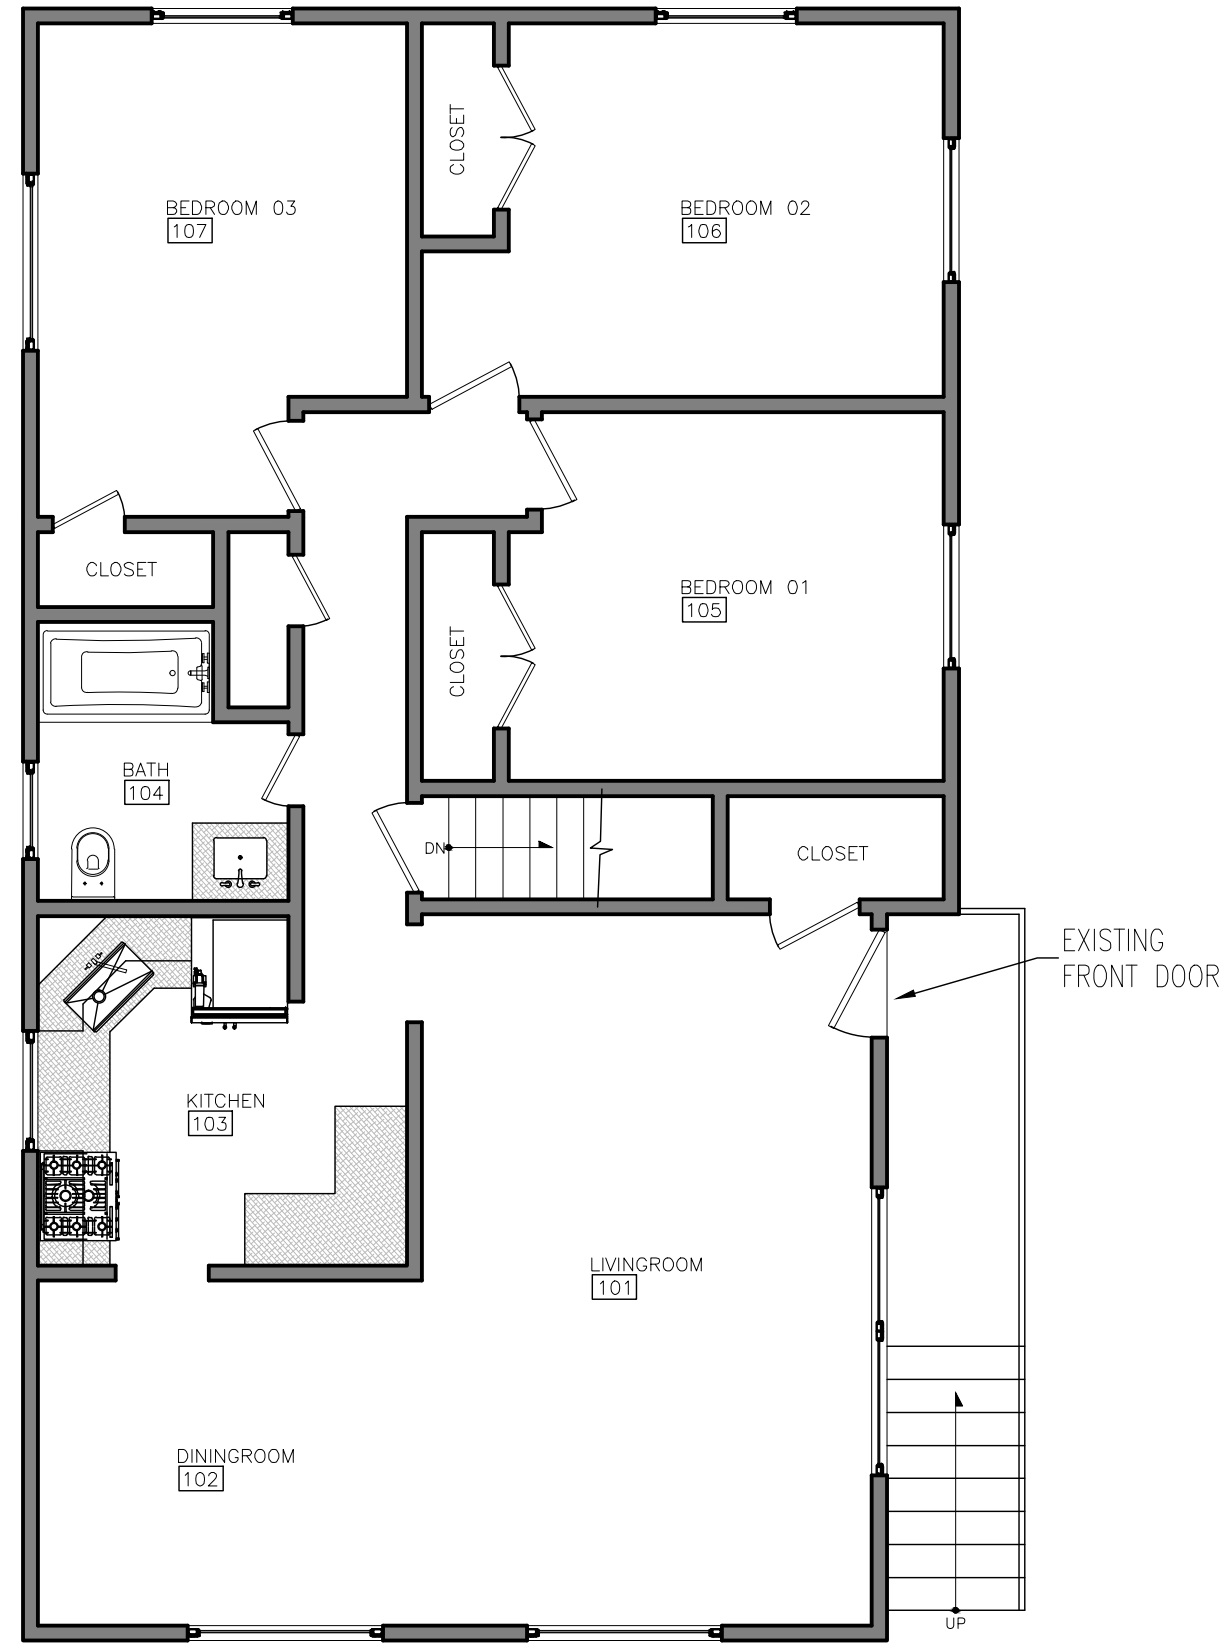 CLOSET
BEDROOM 03
107
BEDROOM 02
106
CLOSET
BEDROOM 01
105
CLOSET
BATH
104
DN
CLOSET
EXISTING
FRONT DOOR
KITCHEN
103
LIVINGROOM
101
DININGROOM
102
UP